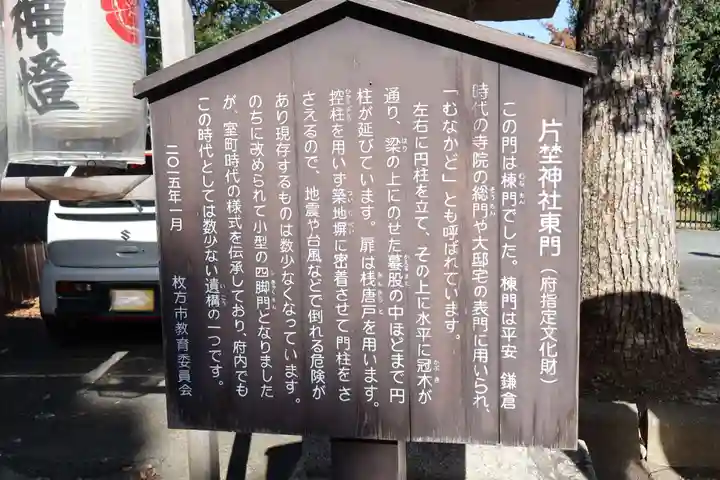 片埜神社東門(府指定文化財)
この門は棟門でした。棟門は平安 鎌倉
時代の寺院の総門や大邸宅の表門に用いられ、
「むなかど」とも呼ばれています。
左右に円柱を立て、その上に水平に冠木が
通り、梁の上にのせた蟇股の中ほどまで円
柱が延びています。扉は桟唐戸を用います。
控柱を用いず築地塀に密着させて門柱をさ
さえるので、地震や台風などで倒れる危険が
あり現存するものは数少なくなっています。
のちに改められて小型の四脚門となりました
が、室町時代の様式を伝承しており、府内でも
この時代としては数少ない遺構の一つです。
二〇一五年一月 枚方市教育委員会
神燈